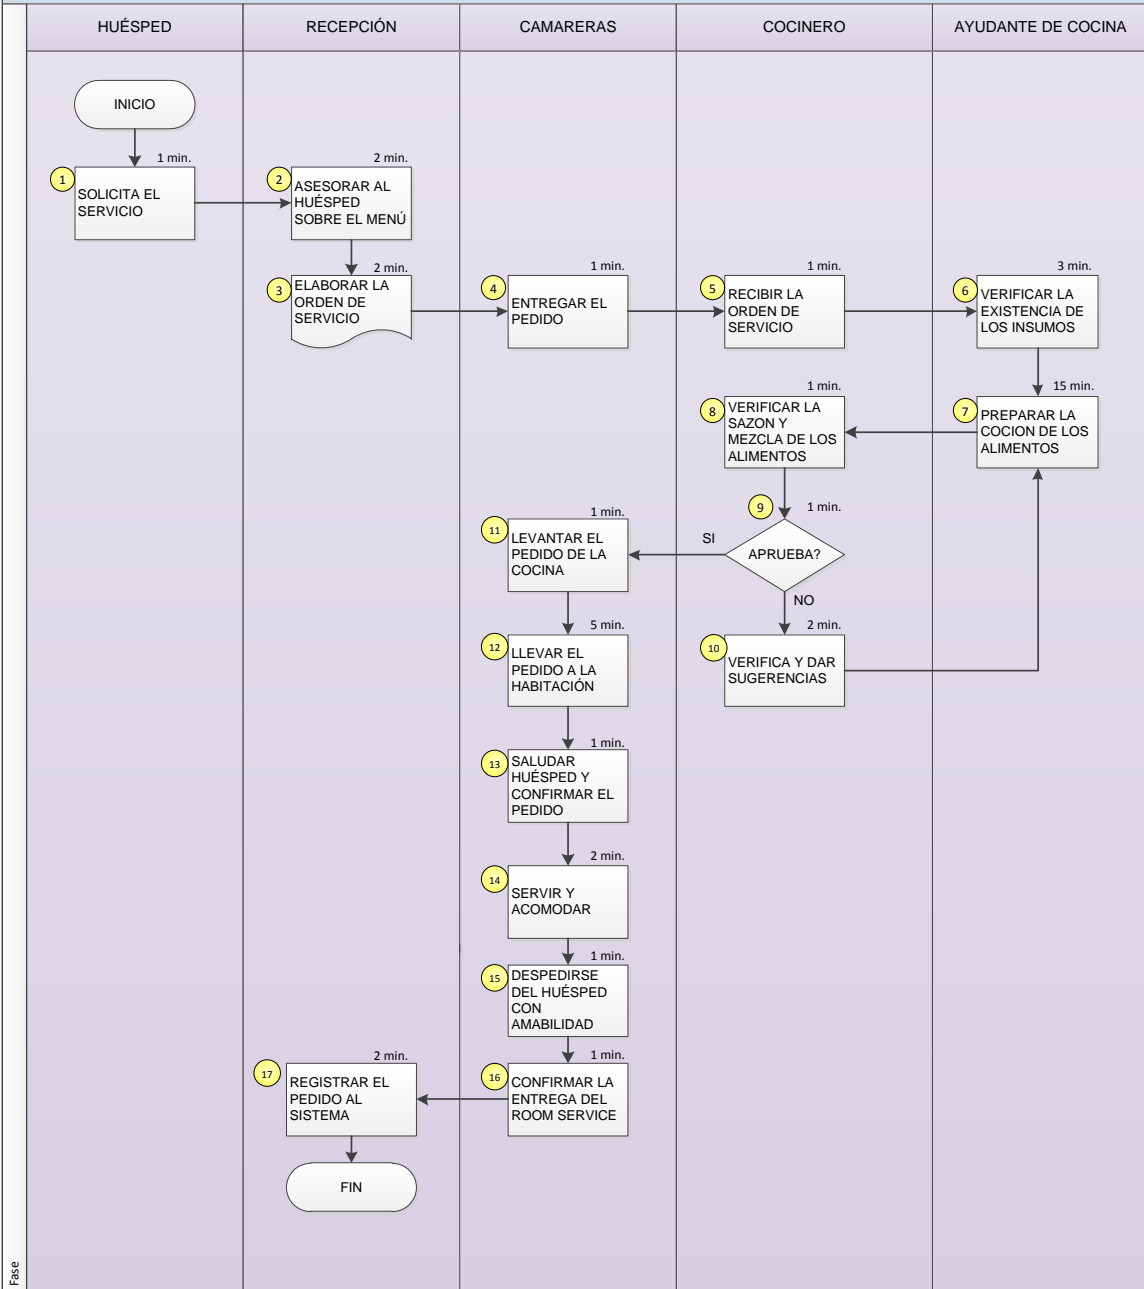 HUÉSPED
RECEPCIÓN
CAMARERAS
COCINERO
AYUDANTE DE COCINA
INICIO
1 min.
1
SOLICITA EL
SERVICIO
2 min.
2
ASESORAR AL
HUÉSPED
SOBRE EL MENÚ
2 min.
3
ELABORAR LA
ORDEN DE
SERVICIO
1 min.
4
ENTREGAR EL
PEDIDO
1 min.
5
RECIBIR LA
ORDEN DE
SERVICIO
3 min.
6
VERIFICAR LA
EXISTENCIA DE
LOS INSUMOS
15 min.
7
PREPARAR LA
COCION DE LOS
ALIMENTOS
1 min.
8
VERIFICAR LA
SAZON Y
MEZCLA DE LOS
ALIMENTOS
9
1 min.
APRUEBA?
SI
NO
2 min.
10
VERIFICA Y DAR
SUGERENCIAS
1 min.
11
LEVANTAR EL
PEDIDO DE LA
COCINA
5 min.
12
LLEVAR EL
PEDIDO A LA
HABITACIÓN
1 min.
13
SALUDAR
HUÉSPED Y
CONFIRMAR EL
PEDIDO
2 min.
14
SERVIR Y
ACOMODAR
1 min.
15
DESPEDIRSE
DEL HUÉSPED
CON
AMABILIDAD
1 min.
16
CONFIRMAR LA
ENTREGA DEL
ROOM SERVICE
2 min.
17
REGISTRAR EL
PEDIDO AL
SISTEMA
FIN
Fase